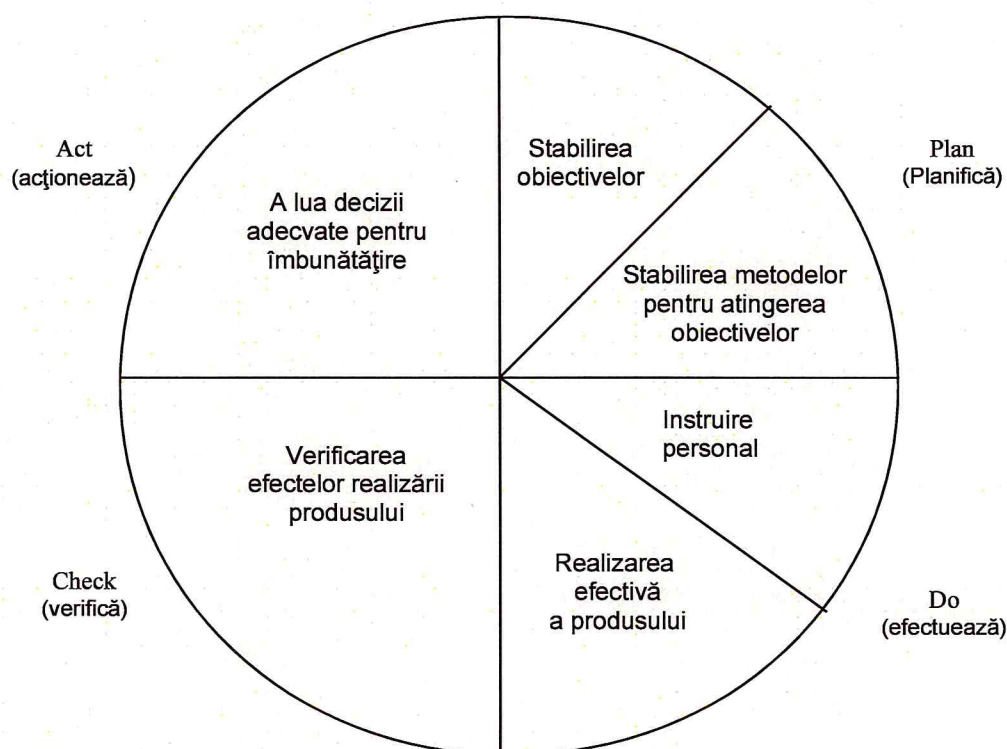 Act
(acţionează)
A lua decizii
adecvate pentru
îmbunătăţire
Stabilirea
obiectivelor
Plan
(Planifică)
Stabilirea metodelor
pentru atingerea
obiectivelor
Instruire
personal
Do
(efectuează)
Realizarea
efectivă
a produsului
Verificarea
efectelor realizării
produsului
Check
(verifică)